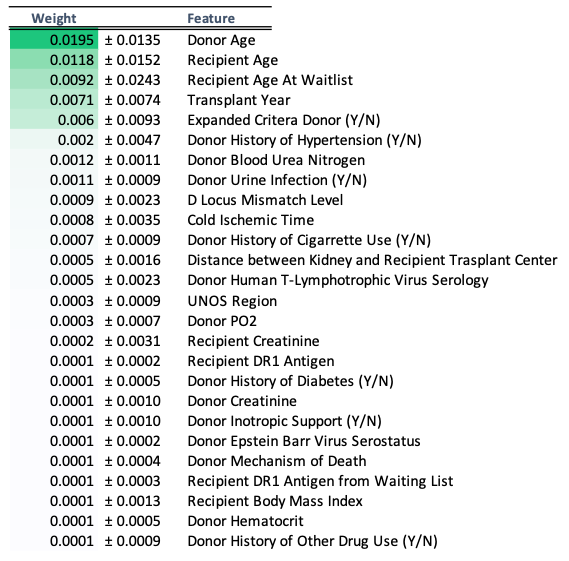 Weight Feature
0.0195 ± 0.0135 Donor Age
0.0118 ± 0.0152 Recipient Age
0.0092 ± 0.0243 Recipient Age At Waitlist
0.0071 ± 0.0074 Transplant Year
0.006 ± 0.0093 Expanded Critera Donor (Y/N)
0.002 ± 0.0047 Donor History of Hypertension (Y/N)
0.0012 ± 0.0011 Donor Blood Urea Nitrogen
0.0011 ± 0.0009 Donor Urine Infection (Y/N)
0.0009 ± 0.0023 D Locus Mismatch Level
0.0008 ± 0.0035 Cold Ischemic Time
0.0007 ± 0.0009 Donor History of Cigarrette Use (Y/N)
0.0005 ± 0.0016 Distance between Kidney and Recipient Trasplant Center
0.0005 ± 0.0023 Donor Human T-Lymphotrophic Virus Serology
0.0003 ± 0.0009 UNOS Region
0.0003 ± 0.0007 Donor PO2
0.0002 ± 0.0031 Recipient Creatinine
0.0001 ± 0.0002 Recipient DR1 Antigen
0.0001 ± 0.0005 Donor History of Diabetes (Y/N)
0.0001 ± 0.0010 Donor Creatinine
0.0001 ± 0.0010 Donor Inotropic Support (Y/N)
0.0001 ± 0.0002 Donor Epstein Barr Virus Serostatus
0.0001 ± 0.0004 Donor Mechanism of Death
0.0001 ± 0.0003 Recipient DR1 Antigen from Waiting List
0.0001 ± 0.0013 Recipient Body Mass Index
0.0001 ± 0.0005 Donor Hematocrit
0.0001 ± 0.0009 Donor History of Other Drug Use (Y/N)